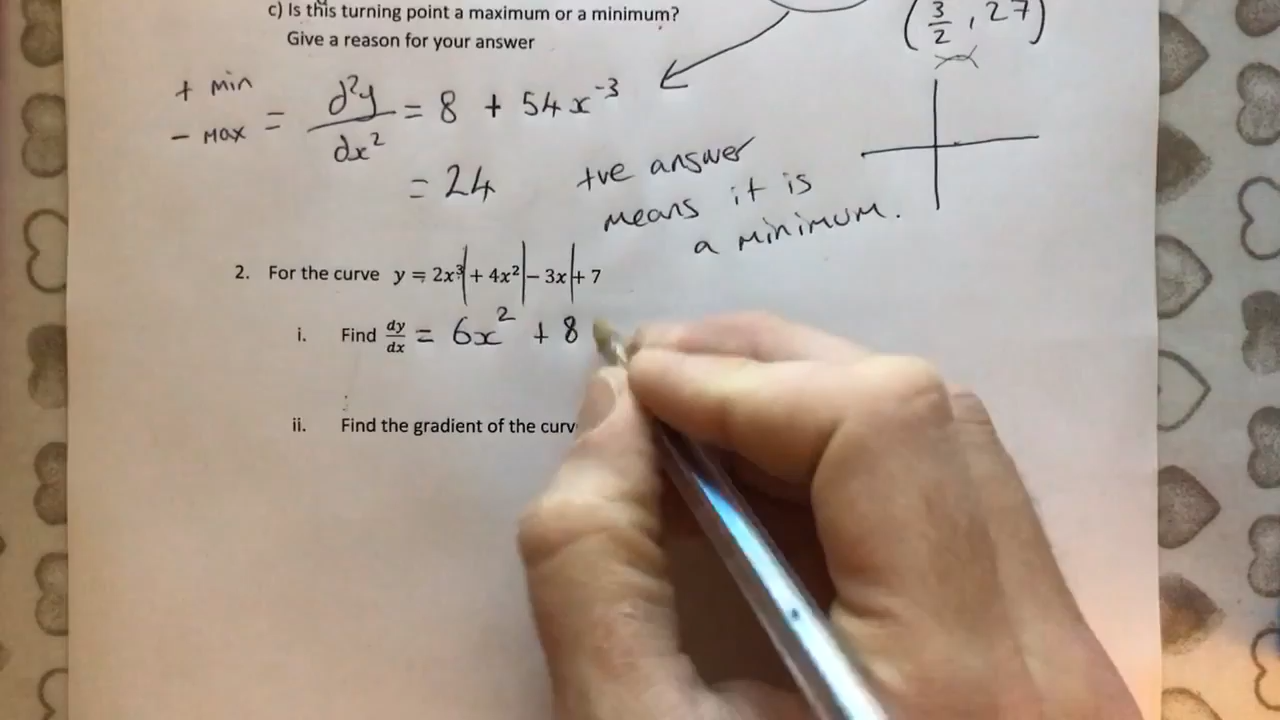 c) Is this turning point a maximum or a minimum?
Give a reason for your answer
(3/2, 27)
+ min
- max
= d²y/dx² = 8 + 54x⁻³
= 24
+ve answer
means it is
a minimum.
2. For the curve y = 2x³ + 4x² − 3x + 7
i. Find dy/dx = 6x² + 8
ii. Find the gradient of the curv